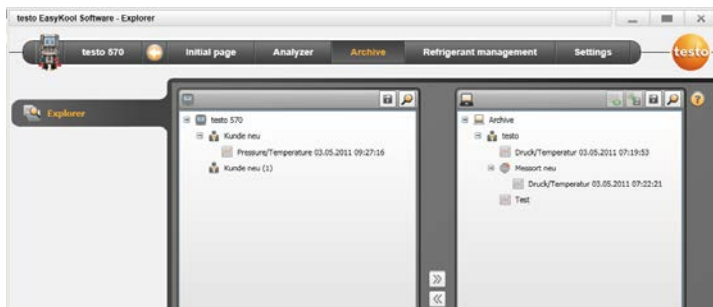 testo EasyKool Software - Explorer
testo 570 Initial page Analyzer Archive Refrigerant management Settings testo
Explorer
testo 570
Kunde neu
Pressure/Temperature 03.05.2011 09:27:16
Kunde neu (1)
Archive
testo
Druck/Temperatur 03.05.2011 07:19:53
Messort neu
Druck/Temperatur 03.05.2011 07:22:21
Test